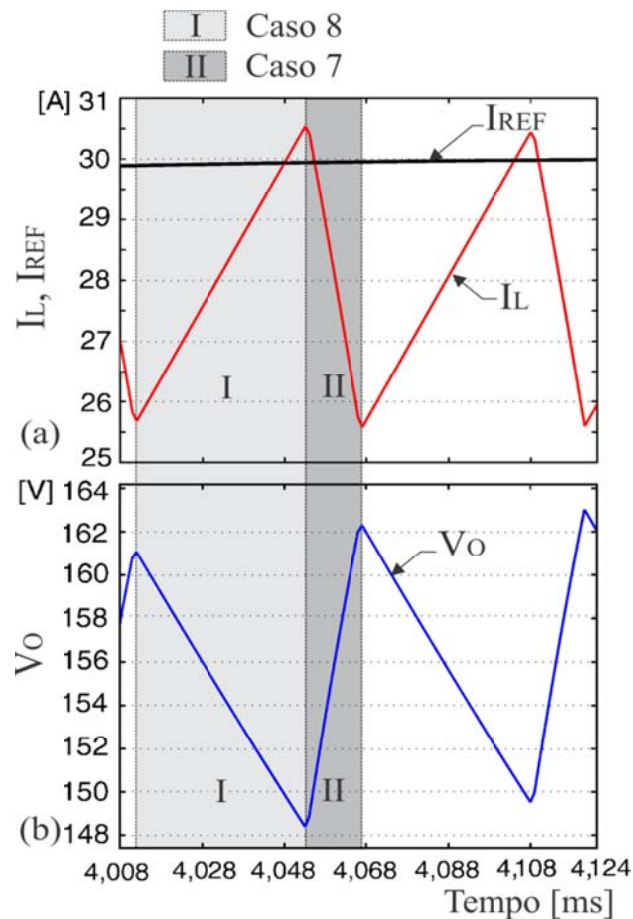 I Caso 8
II Caso 7
[A]
31
30
29
28
27
26
25
IL, IREF
IREF
IL
I
II
(a)
[V]
164
162
160
158
156
154
152
150
148
VO
VO
I
II
(b)
4,008 4,028 4,048 4,068 4,088 4,108 4,124
Tempo [ms]